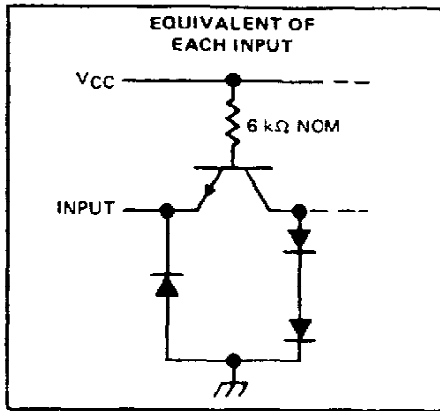 EQUIVALENT OF
EACH INPUT
VCC
6 kΩ NOM
INPUT